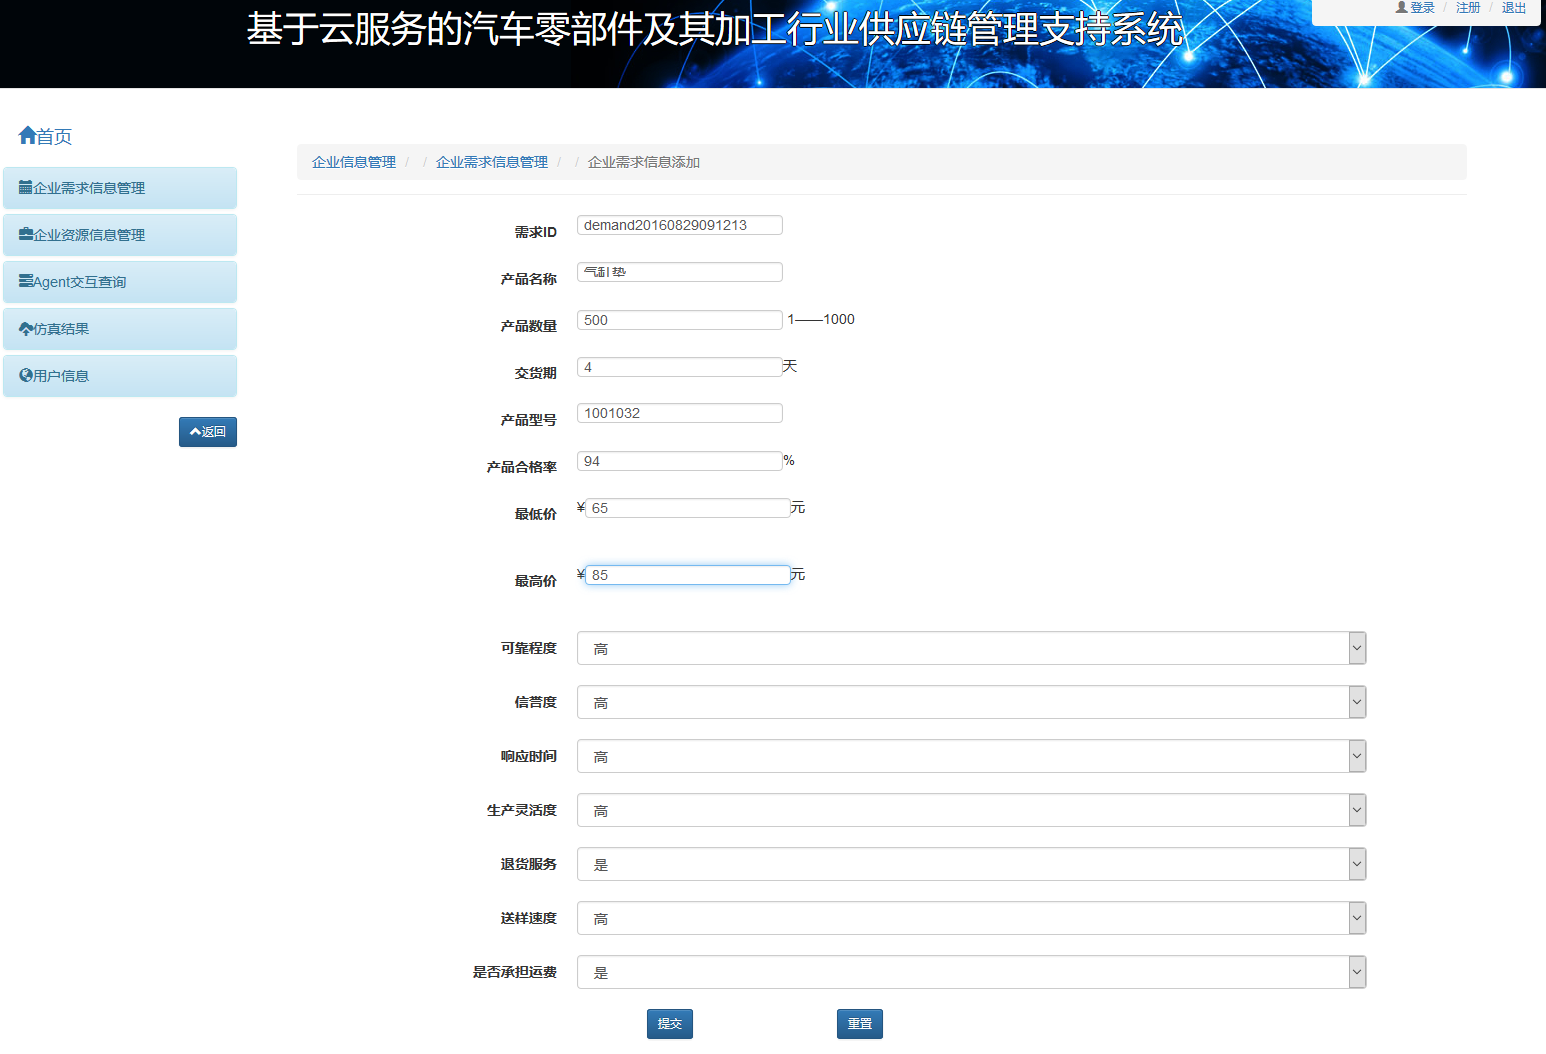 基于云服务的汽车零部件及其加工行业供应链管理支持系统
登录 / 注册 / 退出
首页
企业信息管理 / / 企业需求信息管理 / / 企业需求信息添加
企业需求信息管理
企业资源信息管理
Agent交互查询
仿真结果
用户信息
返回
需求ID demand20160829091213
产品名称 气缸垫
产品数量 500 1——1000
交货期 4 天
产品型号 1001032
产品合格率 94 %
最低价 ¥ 65 元
最高价 ¥ 85 元
可靠程度 高
信誉度 高
响应时间 高
生产灵活度 高
退货服务 是
送样速度 高
是否承担运费 是
提交 重置